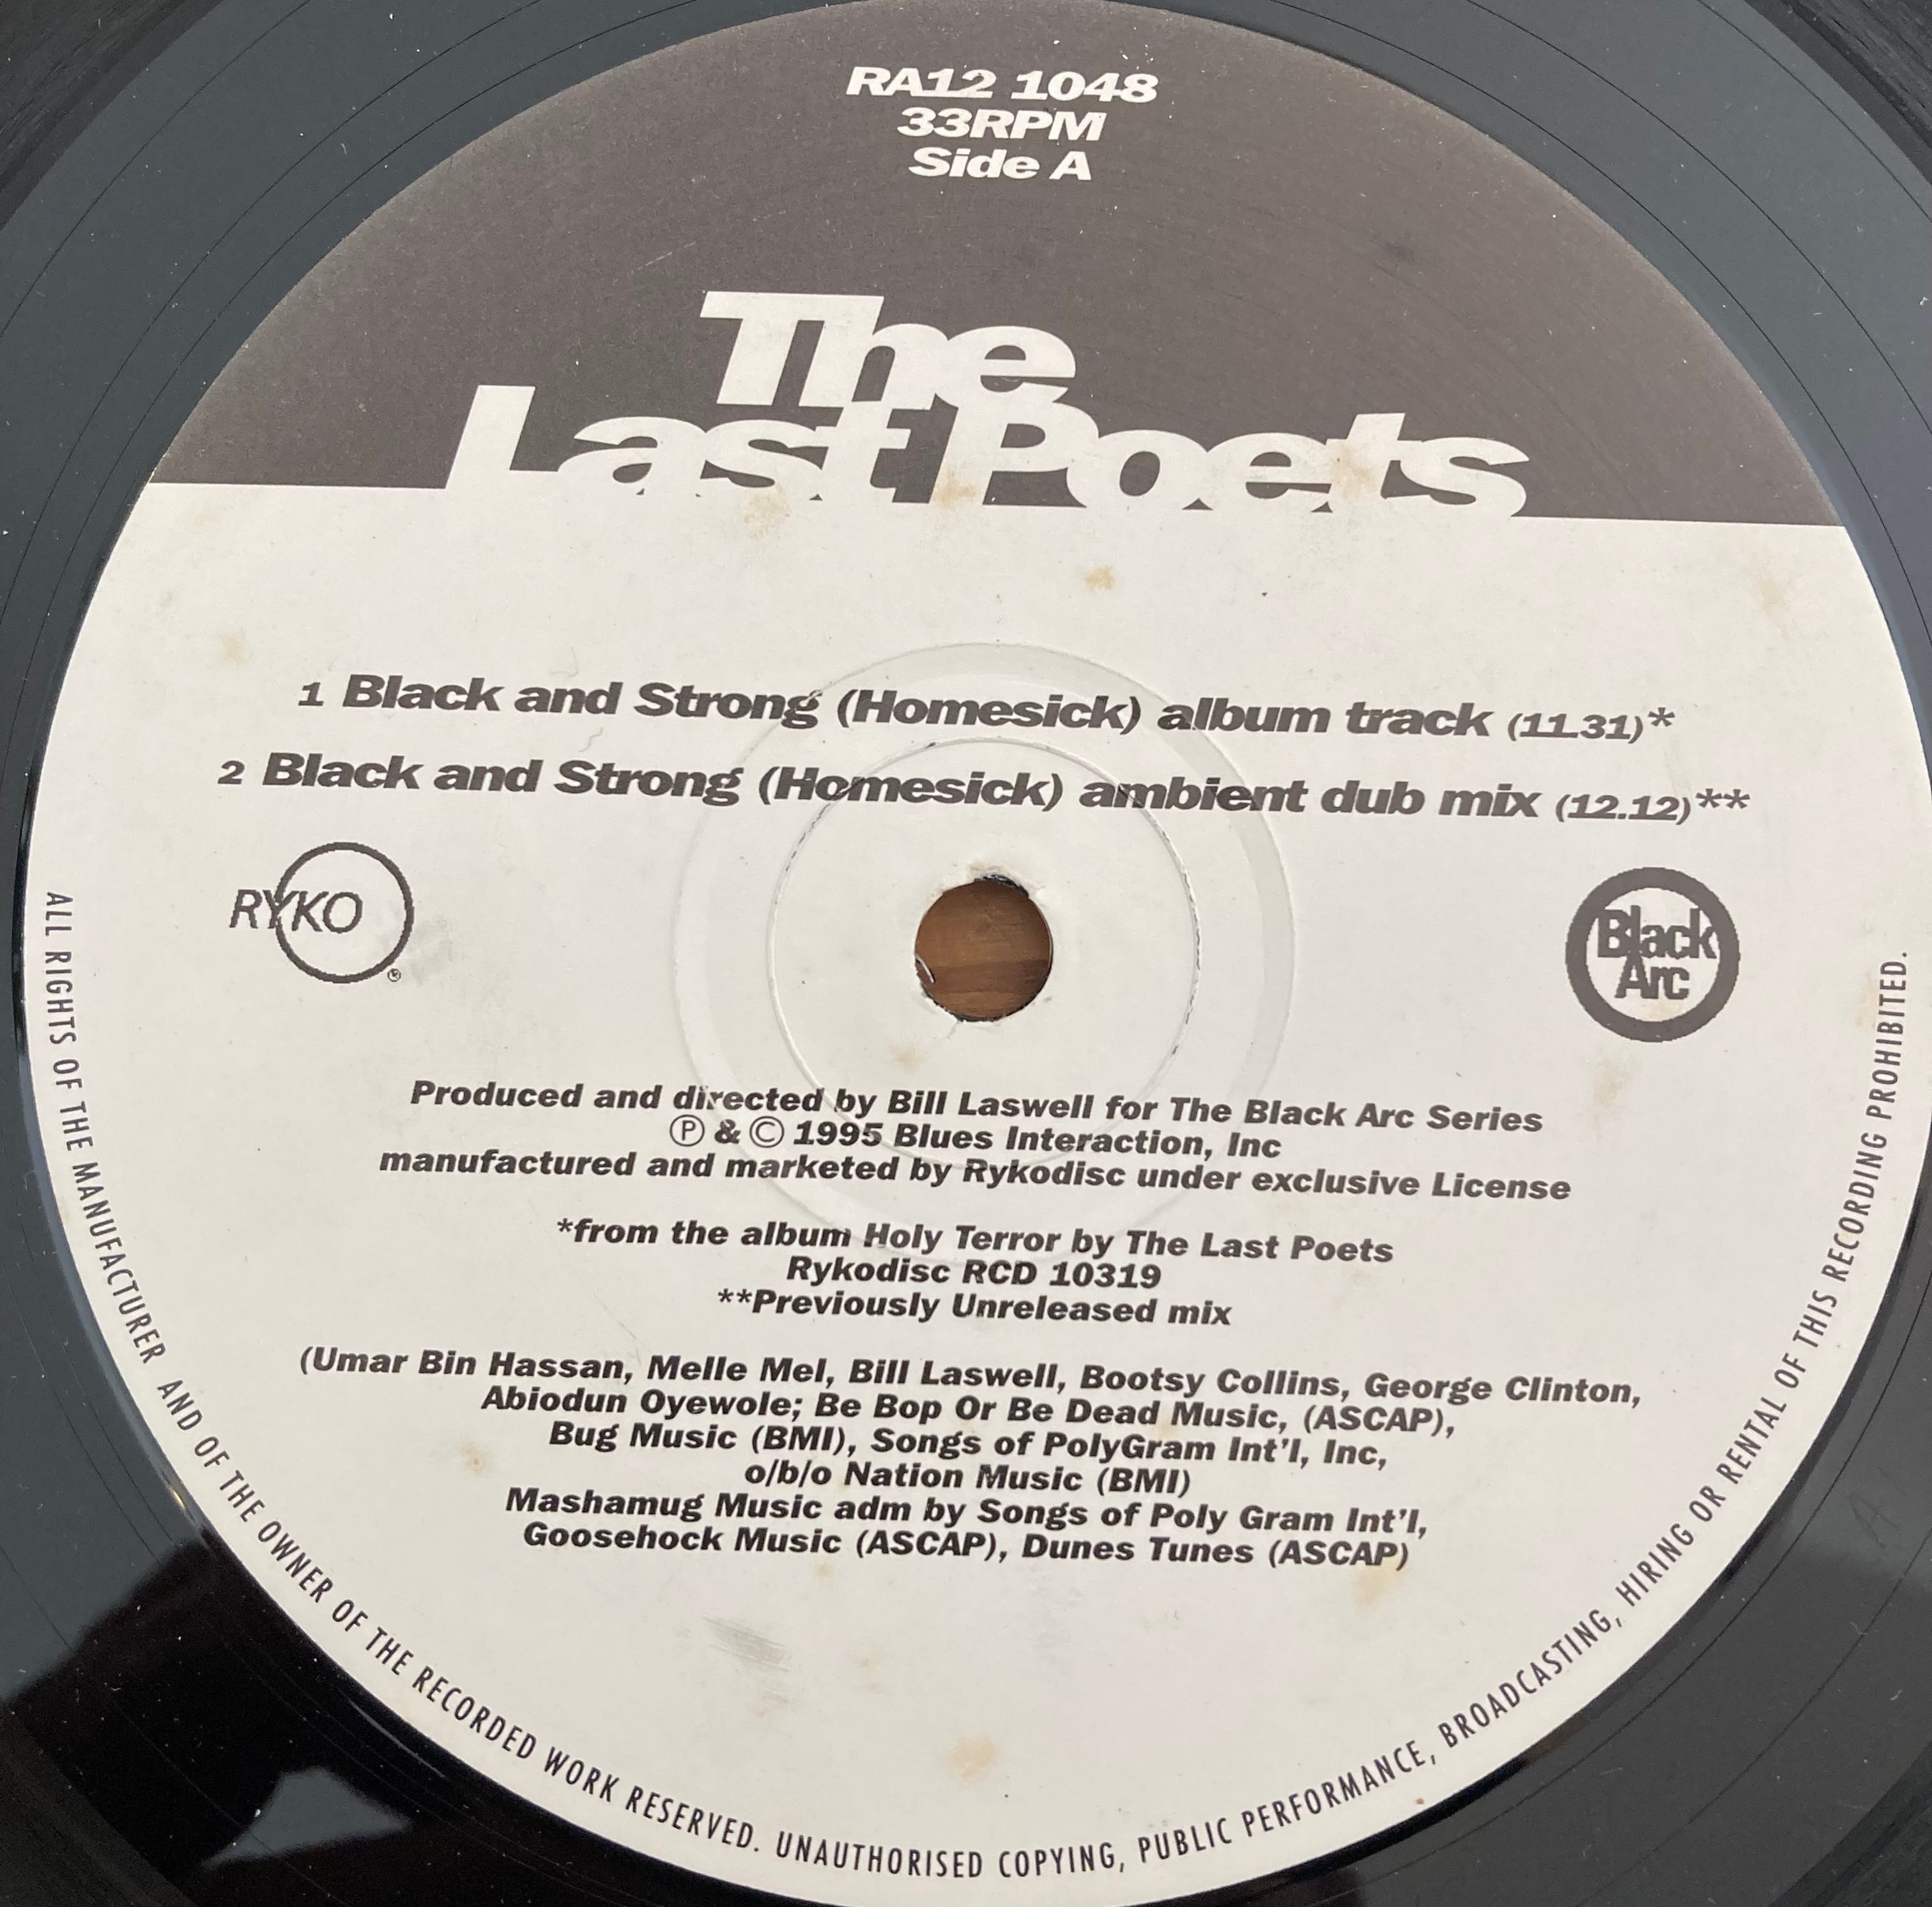 RA12 1048
33RPM
Side A
The
Last Poets
1 Black and Strong (Homesick) album track (11.31)*
2 Black and Strong (Homesick) ambient dub mix (12.12)**
RYKO
®
Black
Arc
Produced and directed by Bill Laswell for The Black Arc Series
Ⓟ & © 1995 Blues Interaction, Inc
manufactured and marketed by Rykodisc under exclusive License
*from the album Holy Terror by The Last Poets
Rykodisc RCD 10319
**Previously Unreleased mix
(Umar Bin Hassan, Melle Mel, Bill Laswell, Bootsy Collins, George Clinton,
Abiodun Oyewole; Be Bop Or Be Dead Music, (ASCAP),
Bug Music (BMI), Songs of PolyGram Int'l, Inc,
o/b/o Nation Music (BMI)
Mashamug Music adm by Songs of Poly Gram Int'l,
Goosehock Music (ASCAP), Dunes Tunes (ASCAP)
ALL RIGHTS OF THE MANUFACTURER AND OF THE OWNER OF THE RECORDED WORK RESERVED. UNAUTHORISED COPYING, PUBLIC PERFORMANCE, BROADCASTING, HIRING OR RENTAL OF THIS RECORDING PROHIBITED.